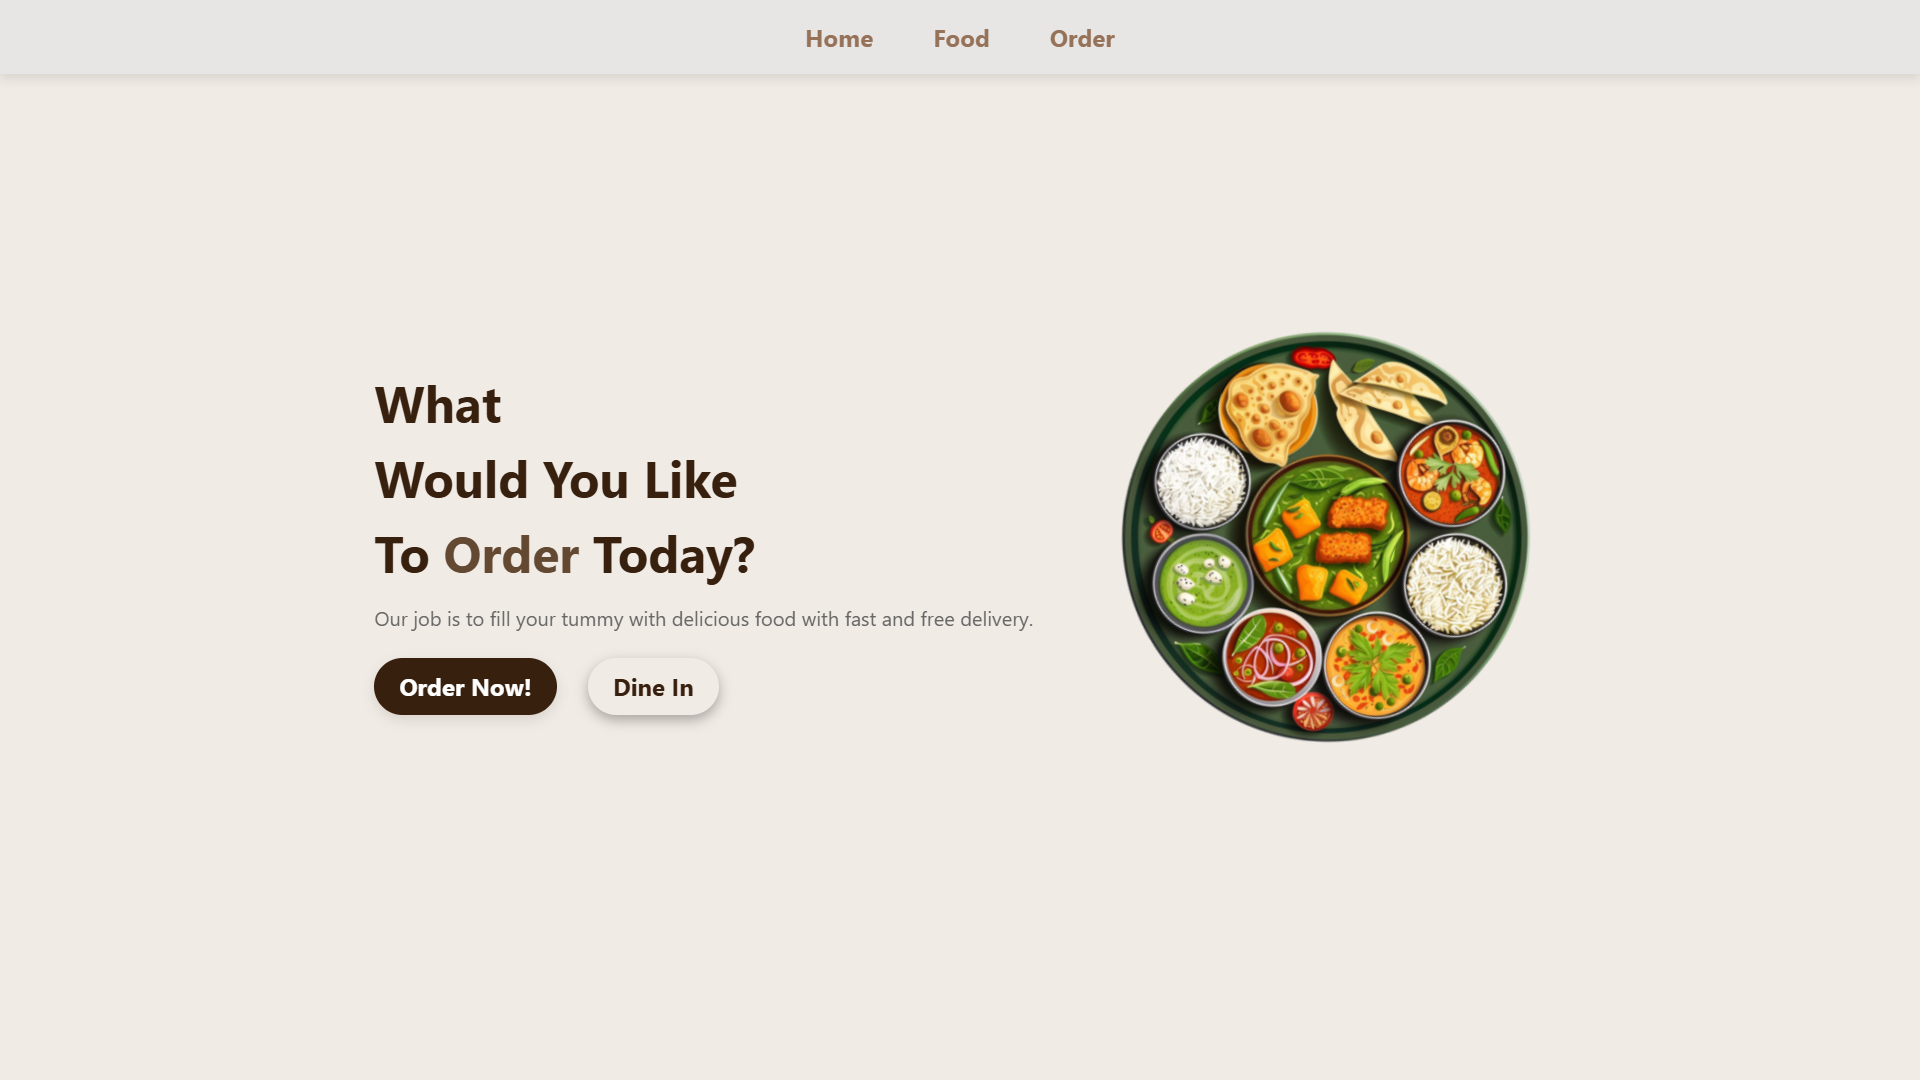 Home Food Order
What
Would You Like
To Order Today?
Our job is to fill your tummy with delicious food with fast and free delivery.
Order Now! Dine In